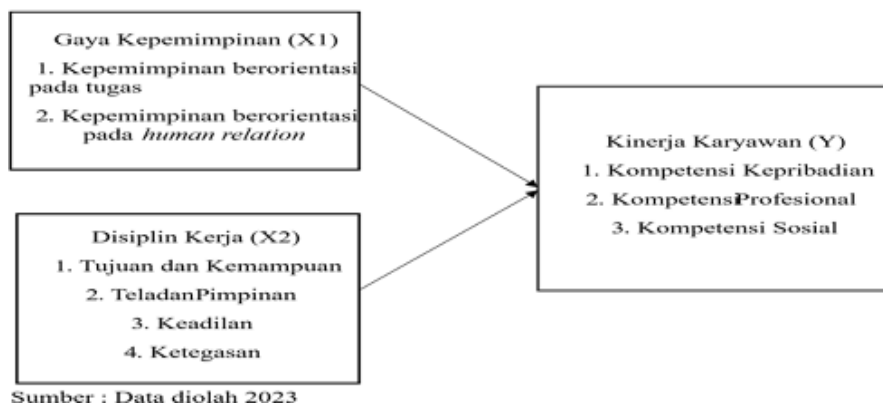 Gaya Kepemimpinan (X1)
1. Kepemimpinan berorientasi
pada tugas
2. Kepemimpinan berorientasi
pada human relation
Disiplin Kerja (X2)
1. Tujuan dan Kemampuan
2. TeladanPimpinan
3. Keadilan
4. Ketegasan
Kinerja Karyawan (Y)
1. Kompetensi Kepribadian
2. KompetensiProfesional
3. Kompetensi Sosial
Sumber : Data diolah 2023